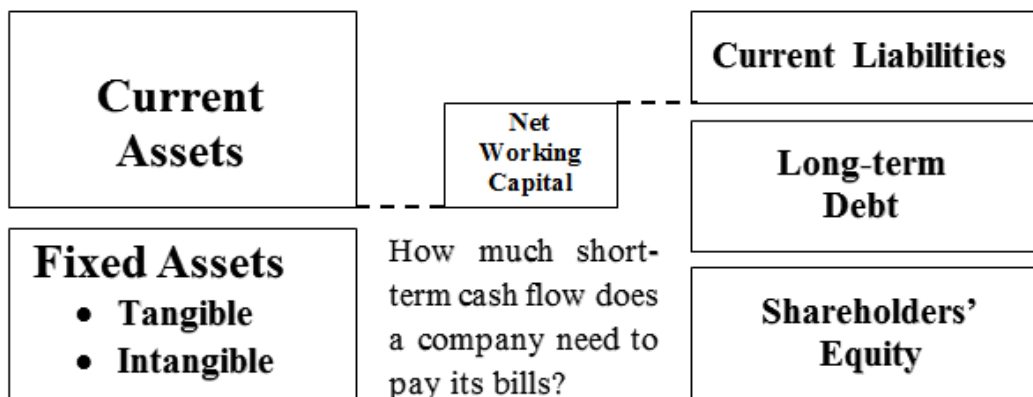 Current
Assets
Fixed Assets
• Tangible
• Intangible
Net
Working
Capital
How much short-
term cash flow does
a company need to
pay its bills?
Current Liabilities
Long-term
Debt
Shareholders’
Equity